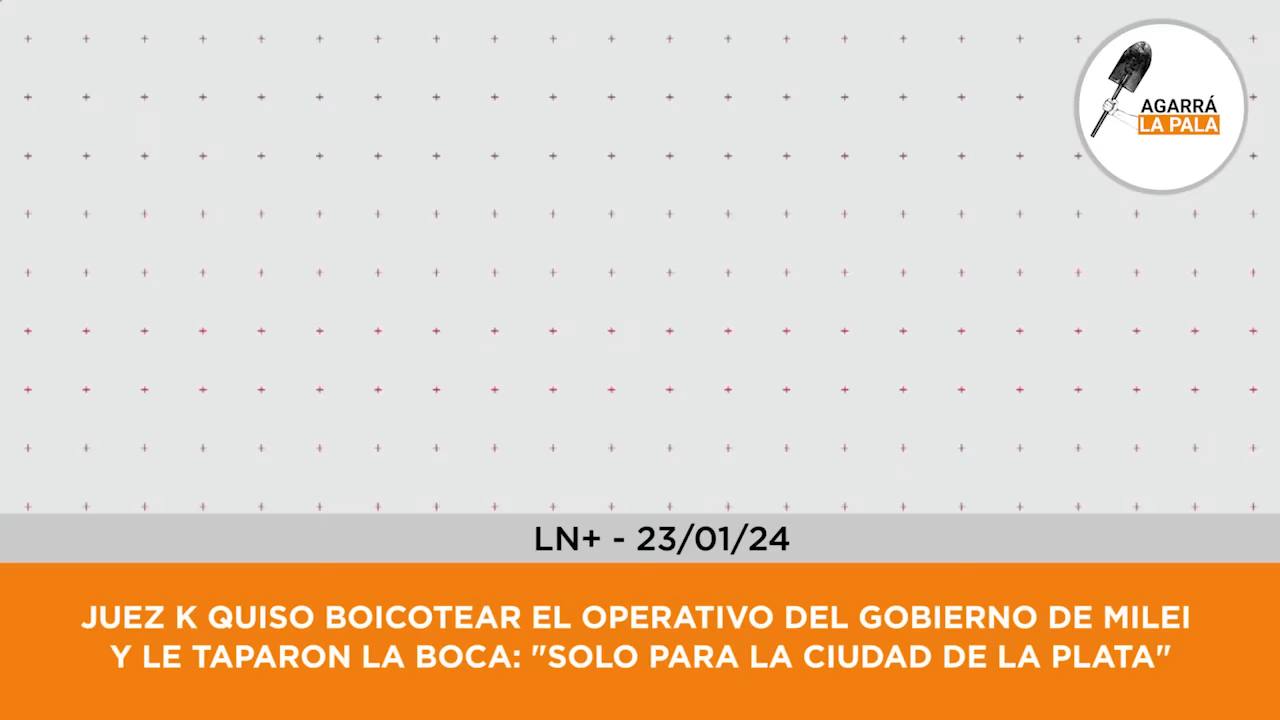 AGARRÁ
LA PALA
LN+ - 23/01/24
JUEZ K QUISO BOICOTEAR EL OPERATIVO DEL GOBIERNO DE MILEI
Y LE TAPARON LA BOCA: "SOLO PARA LA CIUDAD DE LA PLATA"